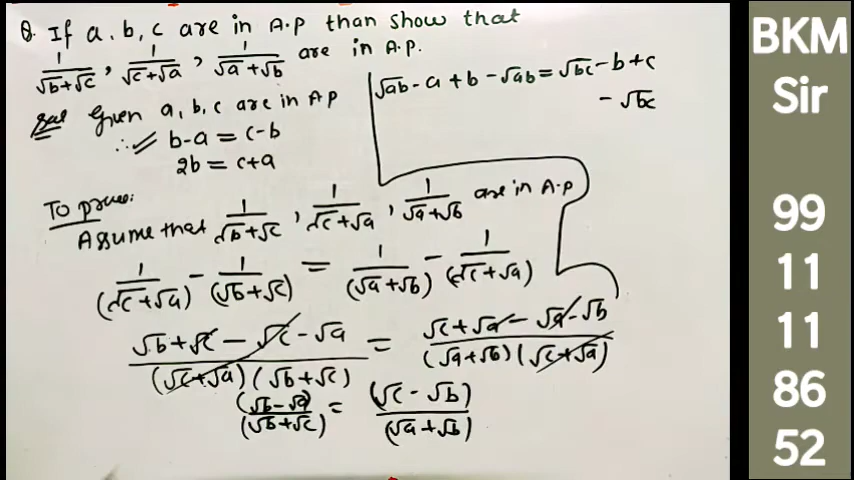 Q. If a, b, c are in A.P than show that
1/(√b+√c), 1/(√c+√a), 1/(√a+√b) are in A.P.
Sol Given a, b, c are in AP
∴ b-a = c-b
2b = c+a
√ab - a + b - √ab = √bc - b + c
- √bc
To prove:
Assume that 1/(√b+√c), 1/(√c+√a), 1/(√a+√b) are in A.P
1/(√c+√a) - 1/(√b+√c) = 1/(√a+√b) - 1/(√c+√a)
(√b+√c-√c-√a)/((√c+√a)(√b+√c)) = (√c+√a-√a-√b)/((√a+√b)(√c+√a))
(√b-√a)/(√b+√c) = (√c-√b)/(√a+√b)
BKM
Sir
99
11
11
86
52